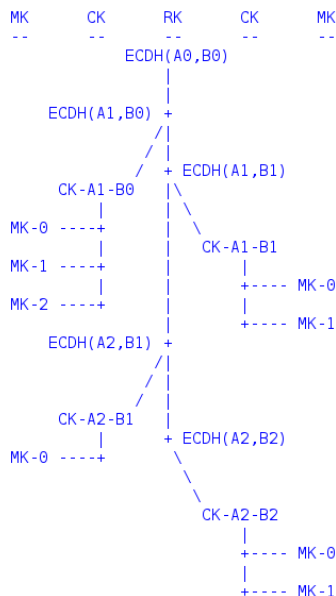 MK CK RK CK MK
-- -- -- -- --
ECDH(A0,B0)
|
|
ECDH(A1,B0) +
/|
/ |
/ + ECDH(A1,B1)
CK-A1-B0 |\
| | \
MK-0 ----+ | \
| | CK-A1-B1
MK-1 ----+ | |
| | +---- MK-0
MK-2 ----+ | |
| +---- MK-1
ECDH(A2,B1) +
/|
/ |
/ |
CK-A2-B1 |
| + ECDH(A2,B2)
MK-0 ----+ \
\
\
CK-A2-B2
|
+---- MK-0
|
+---- MK-1